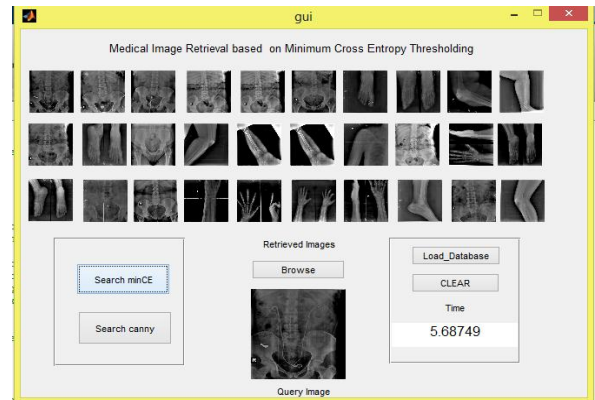 gui
Medical Image Retrieval based on Minimum Cross Entropy Thresholding
Search minCE
Search canny
Retrieved Images
Browse
Query Image
Load_Database
CLEAR
Time
5.68749